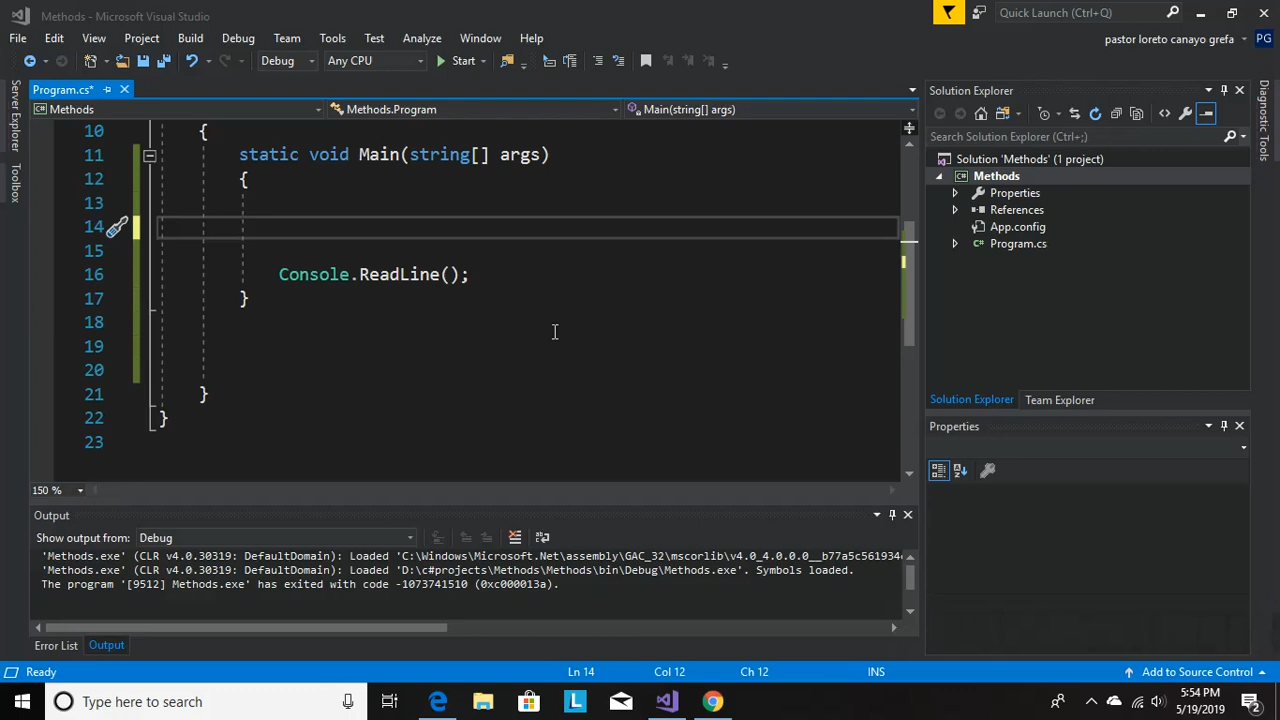 Methods - Microsoft Visual Studio
Quick Launch (Ctrl+Q)
File Edit View Project Build Debug Team Tools Test Analyze Window Help
pastor loreto canayo grefa PG
Debug Any CPU Start
Program.cs*
Methods Methods.Program Main(string[] args)
Server Explorer
Toolbox
10 {
11 static void Main(string[] args)
12 {
13
14
15
16 Console.ReadLine();
17 }
18
19
20
21 }
22 }
23
150 %
Output
Show output from: Debug
'Methods.exe' (CLR v4.0.30319: DefaultDomain): Loaded 'C:\Windows\Microsoft.Net\assembly\GAC_32\mscorlib\v4.0_4.0.0.0__b77a5c561934
'Methods.exe' (CLR v4.0.30319: DefaultDomain): Loaded 'D:\c#projects\Methods\Methods\bin\Debug\Methods.exe'. Symbols loaded.
The program '[9512] Methods.exe' has exited with code -1073741510 (0xc000013a).
Error List Output
Solution Explorer
Search Solution Explorer (Ctrl+;)
Solution 'Methods' (1 project)
C# Methods
Properties
References
App.config
C# Program.cs
Solution Explorer Team Explorer
Properties
Diagnostic Tools
Ready Ln 14 Col 12 Ch 12 INS Add to Source Control
Type here to search
5:54 PM
5/19/2019
2